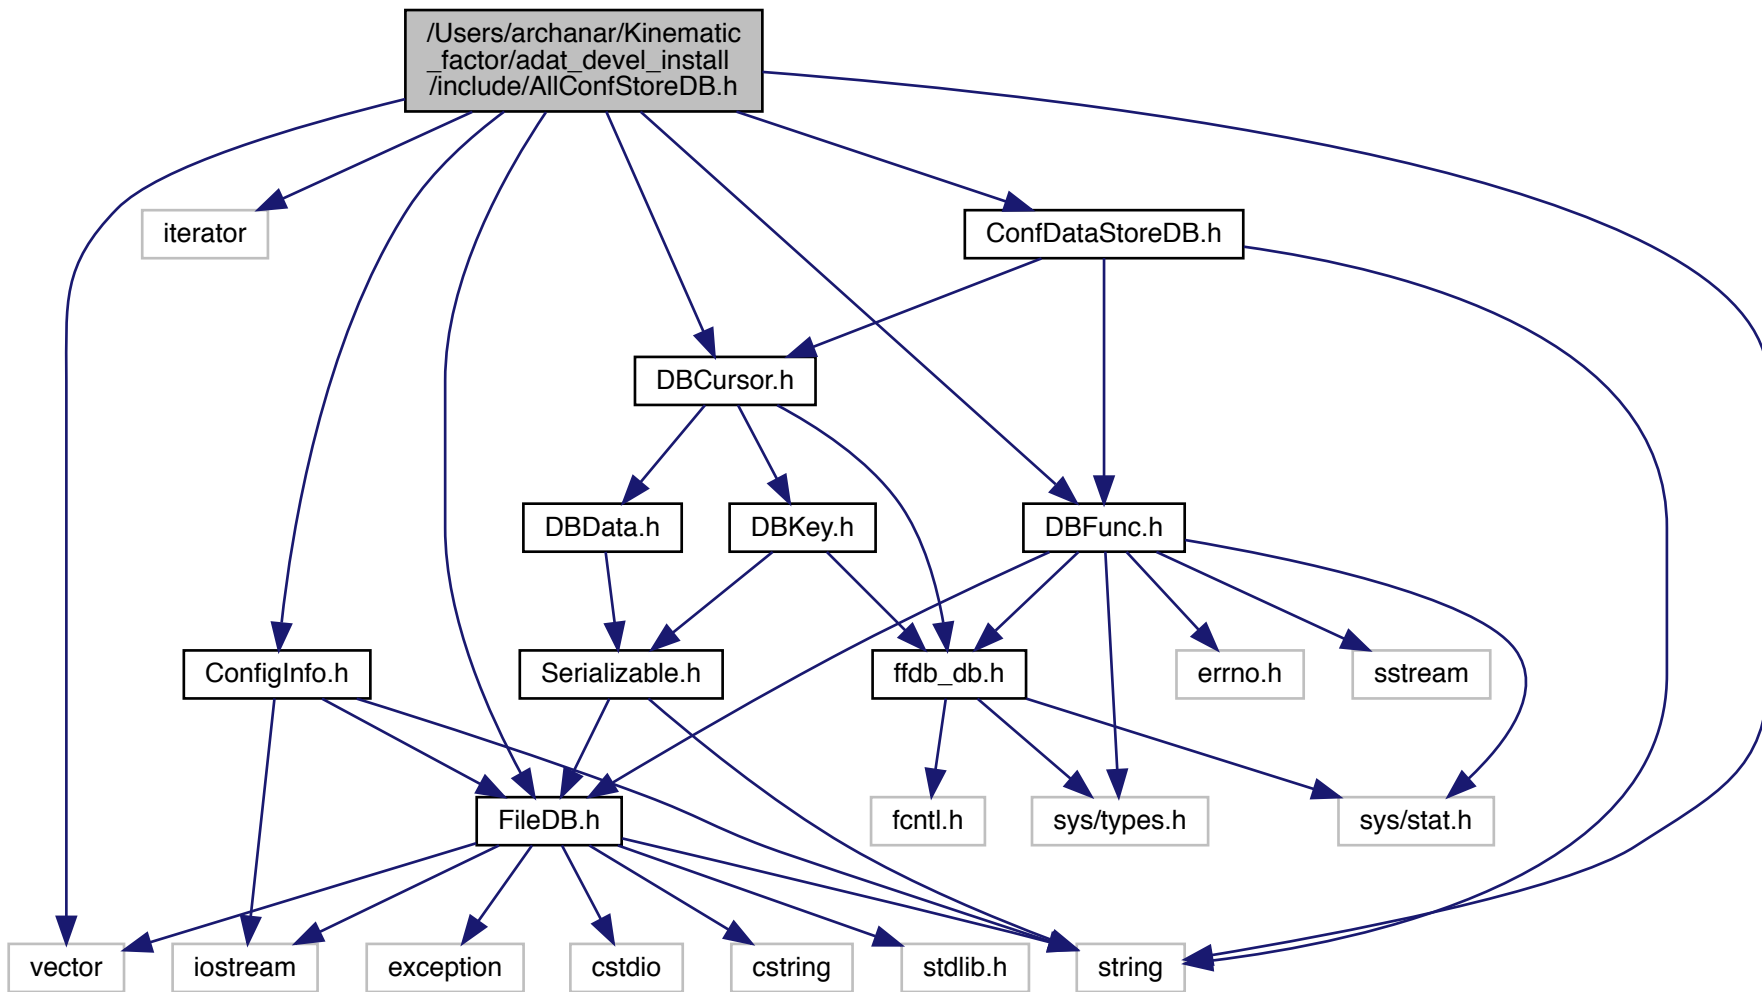 /Users/archanar/Kinematic
_factor/adat_devel_install
/include/AllConfStoreDB.h
iterator
ConfDataStoreDB.h
DBCursor.h
DBData.h
DBKey.h
DBFunc.h
ConfigInfo.h
Serializable.h
ffdb_db.h
errno.h
sstream
FileDB.h
fcntl.h
sys/types.h
sys/stat.h
vector
iostream
exception
cstdio
cstring
stdlib.h
string